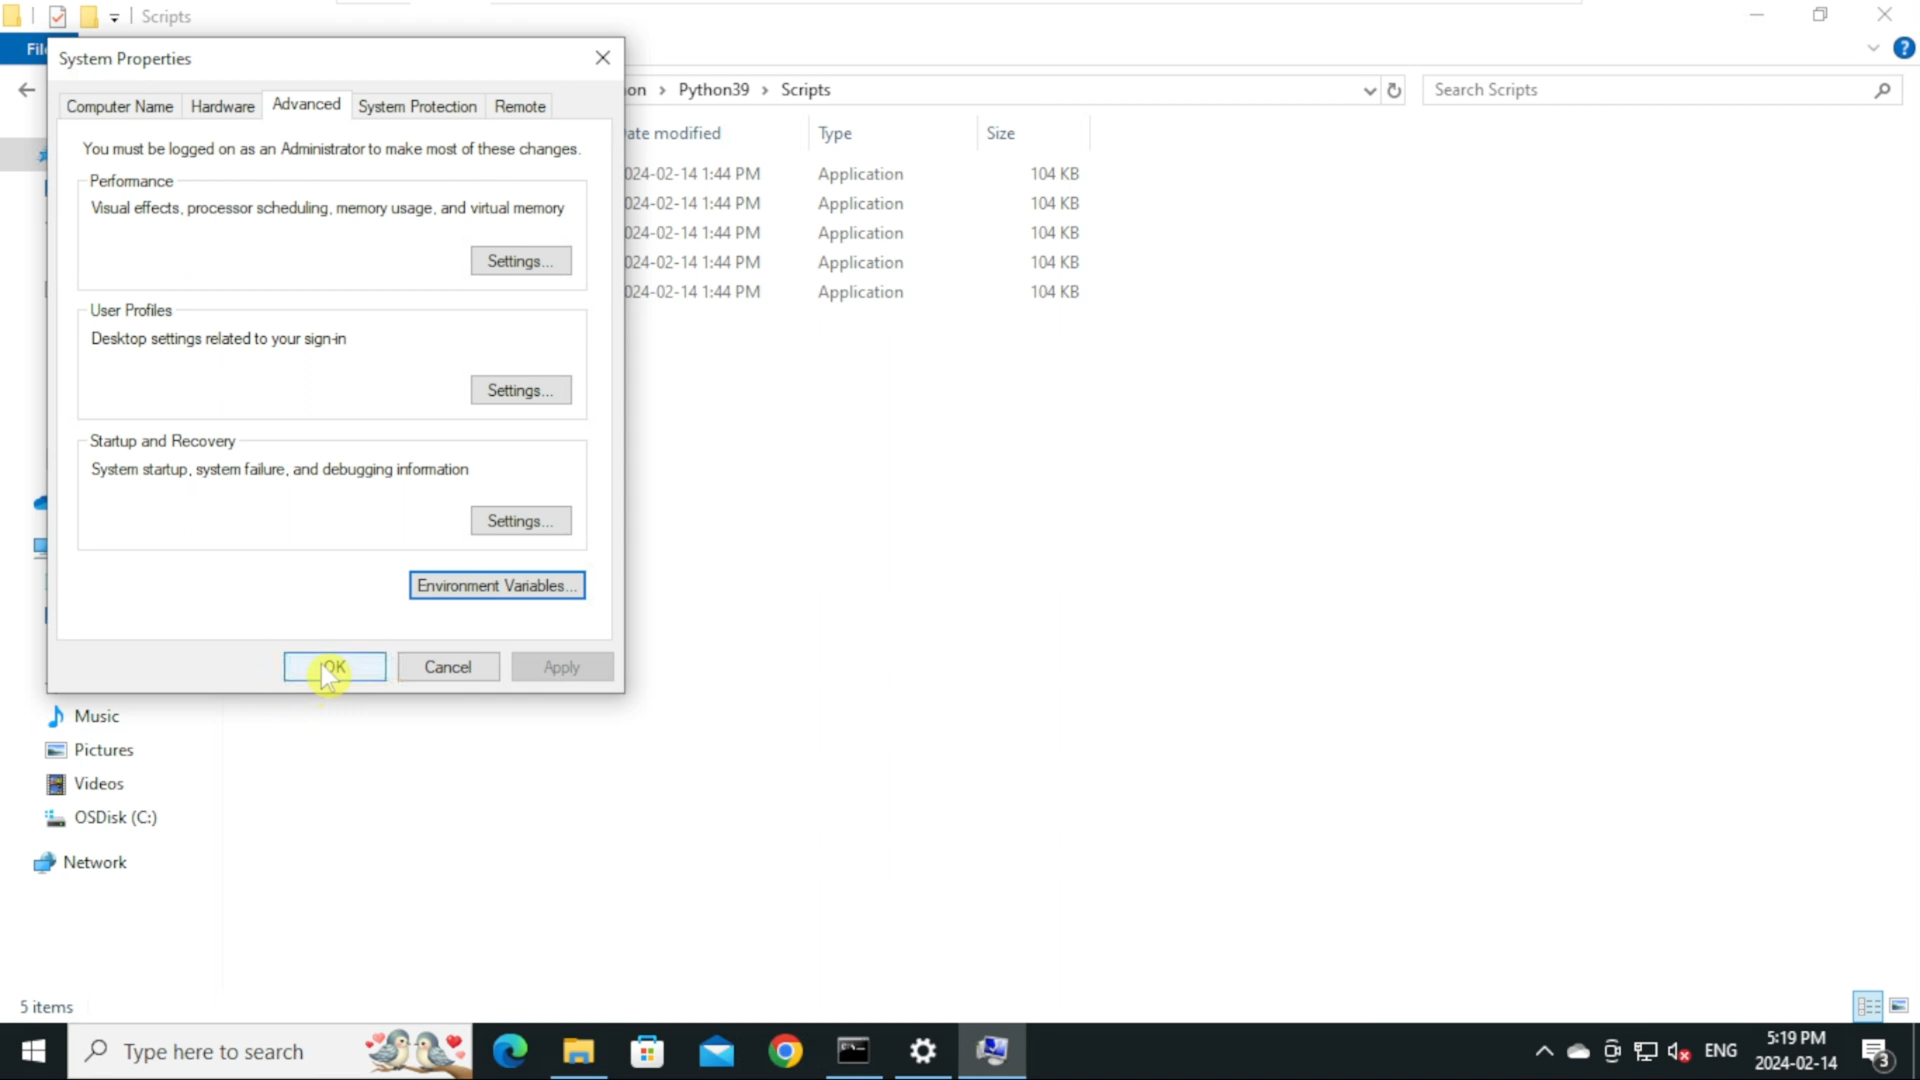 Scripts
File
System Properties
Computer Name Hardware Advanced System Protection Remote
You must be logged on as an Administrator to make most of these changes.
Performance
Visual effects, processor scheduling, memory usage, and virtual memory
Settings...
User Profiles
Desktop settings related to your sign-in
Settings...
Startup and Recovery
System startup, system failure, and debugging information
Settings...
Environment Variables...
OK Cancel Apply
on > Python39 > Scripts
Search Scripts
ate modified Type Size
024-02-14 1:44 PM Application 104 KB
024-02-14 1:44 PM Application 104 KB
024-02-14 1:44 PM Application 104 KB
024-02-14 1:44 PM Application 104 KB
024-02-14 1:44 PM Application 104 KB
Music
Pictures
Videos
OSDisk (C:)
Network
5 items
Type here to search
ENG
5:19 PM
2024-02-14
3